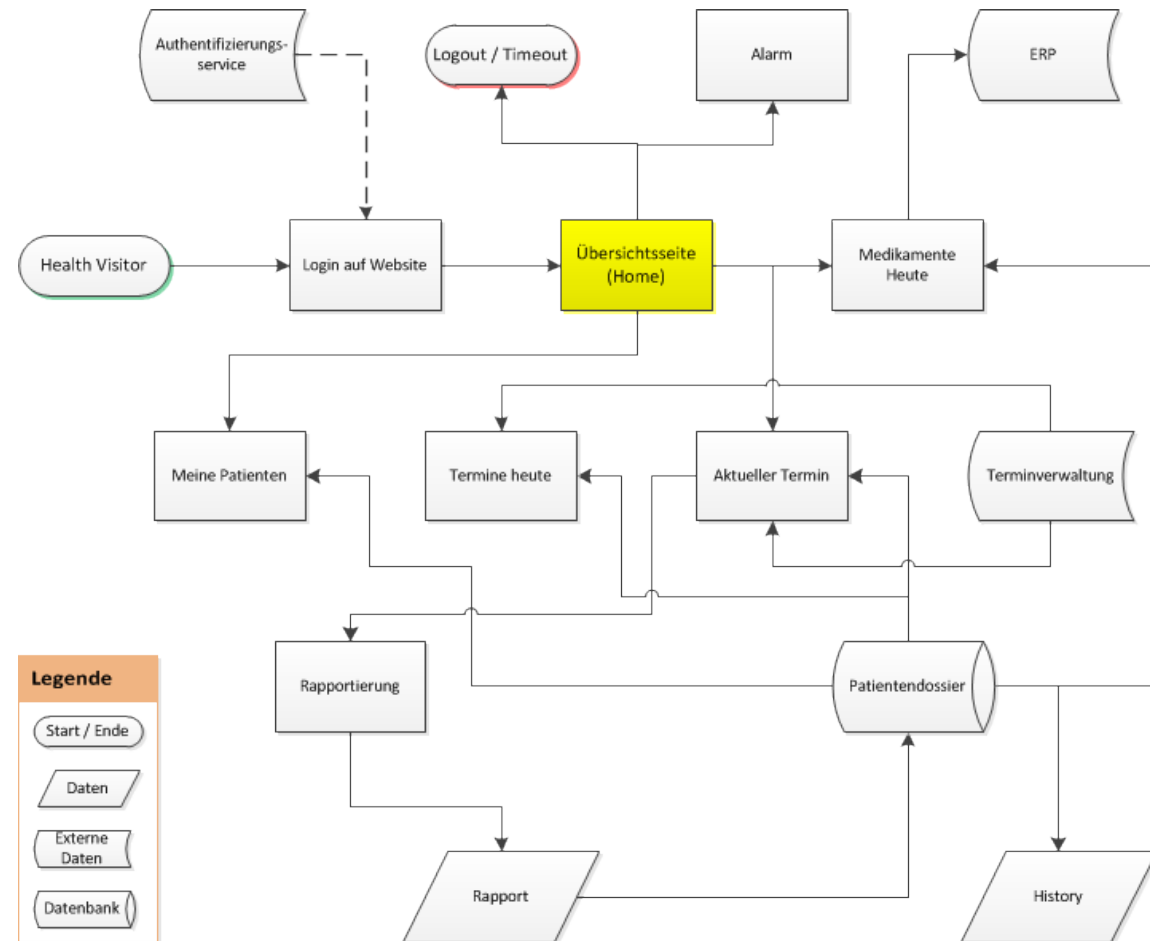 Authentifizierungs-
service
Logout / Timeout
Alarm
ERP
Health Visitor
Login auf Website
Übersichtsseite
(Home)
Medikamente
Heute
Meine Patienten
Termine heute
Aktueller Termin
Terminverwaltung
Rapportierung
Patientendossier
Legende
Start / Ende
Daten
Externe
Daten
Datenbank
Rapport
History